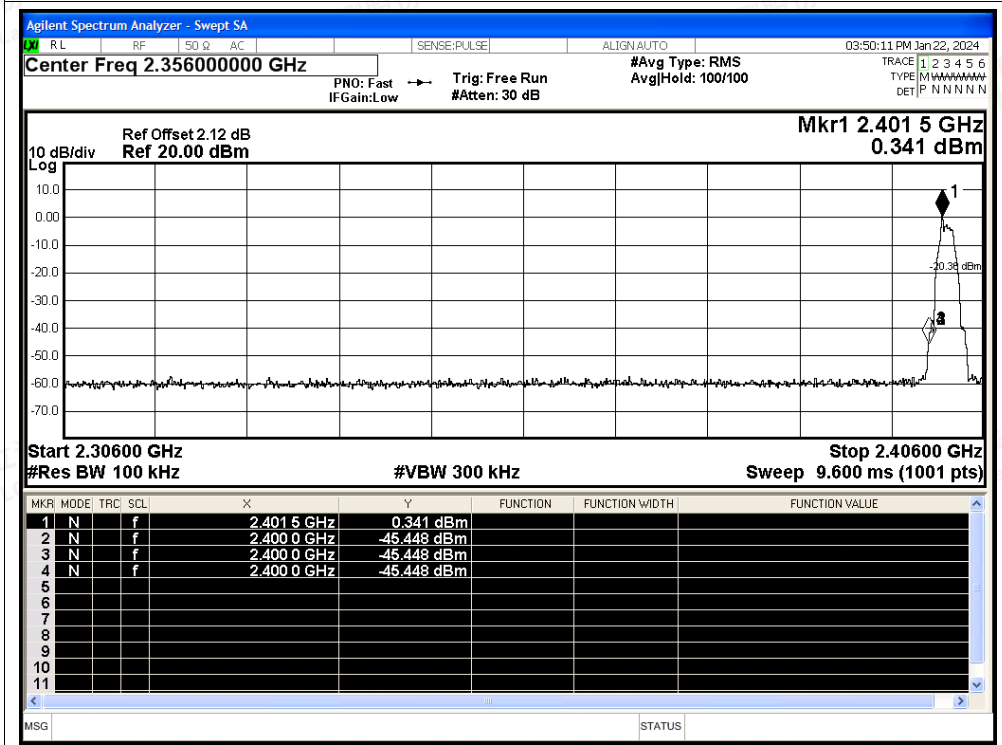 Agilent Spectrum Analyzer - Swept SA
LXI RL RF 50 Ω AC SENSE:PULSE ALIGN AUTO 03:50:11 PM Jan 22, 2024
Center Freq 2.356000000 GHz
PNO: Fast
IFGain:Low
Trig: Free Run
#Atten: 30 dB
#Avg Type: RMS
Avg|Hold: 100/100
TRACE 1 2 3 4 5 6
TYPE M WWWWW
DET P N N N N N
Ref Offset 2.12 dB
10 dB/div Ref 20.00 dBm
Log
Mkr1 2.401 5 GHz
0.341 dBm
10.0
0.00
-10.0
-20.0
-30.0
-40.0
-50.0
-60.0
-70.0
1
-20.38 dBm
Start 2.30600 GHz Stop 2.40600 GHz
#Res BW 100 kHz #VBW 300 kHz Sweep 9.600 ms (1001 pts)
MKR MODE TRC SCL X Y FUNCTION FUNCTION WIDTH FUNCTION VALUE
1 N f 2.401 5 GHz 0.341 dBm
2 N f 2.400 0 GHz -45.448 dBm
3 N f 2.400 0 GHz -45.448 dBm
4 N f 2.400 0 GHz -45.448 dBm
5
6
7
8
9
10
11
MSG STATUS